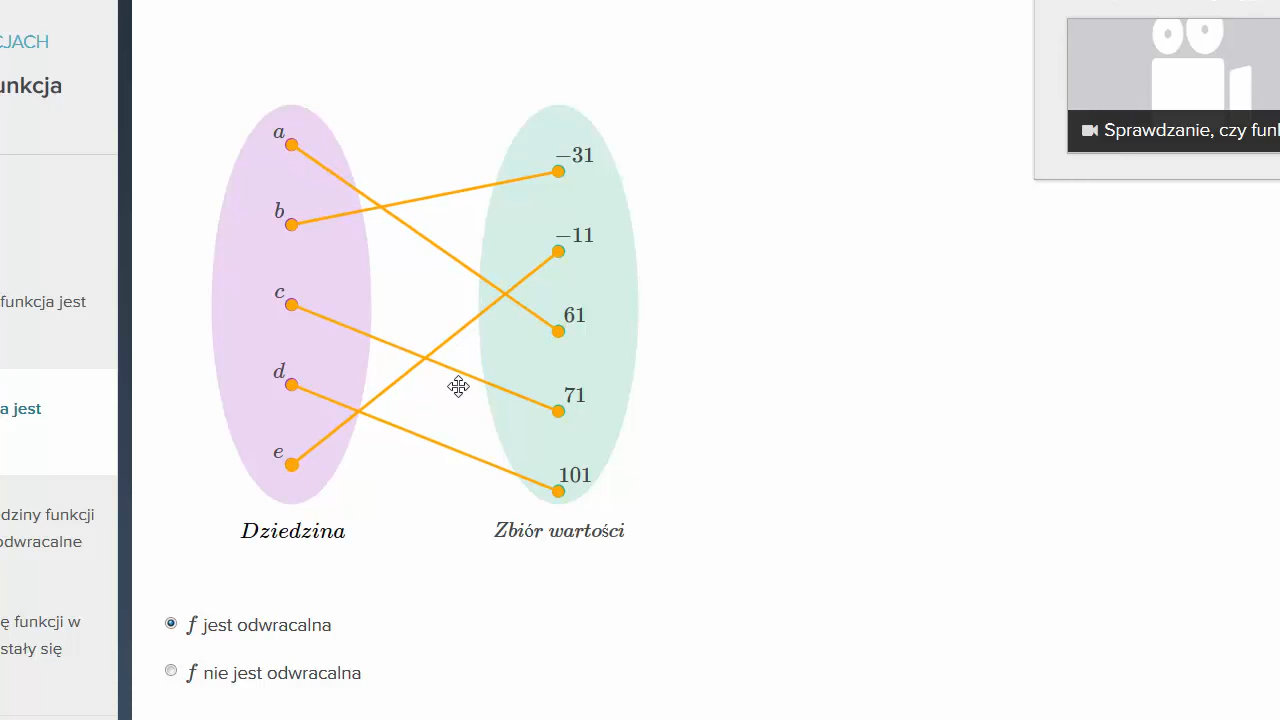 CJACH
unkcja
funkcja jest
a jest
dziny funkcji
odwracalne
ę funkcji w
stały się
a
b
c
d
e
Dziedzina
−31
−11
61
71
101
Zbiór wartości
f jest odwracalna
f nie jest odwracalna
Sprawdzanie, czy funk